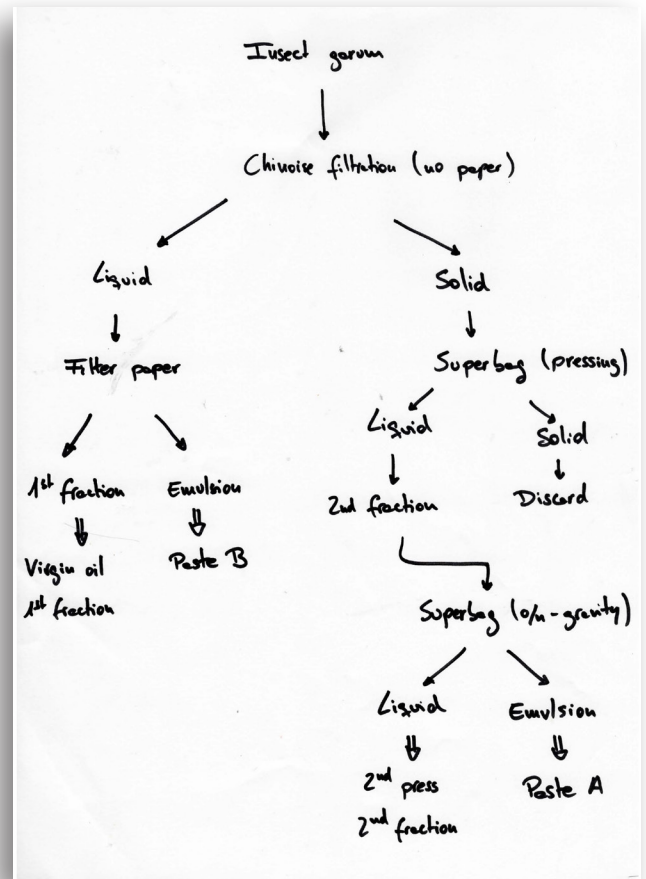 Insect garum
Chinoise filtration (no paper)
Liquid
Solid
Filter paper
Superbag (pressing)
Liquid
Solid
1st fraction
Emulsion
2nd fraction
Discard
Virgin oil
1st fraction
Paste B
Superbag (o/n-gravity)
Liquid
Emulsion
2nd press
2nd fraction
Paste A